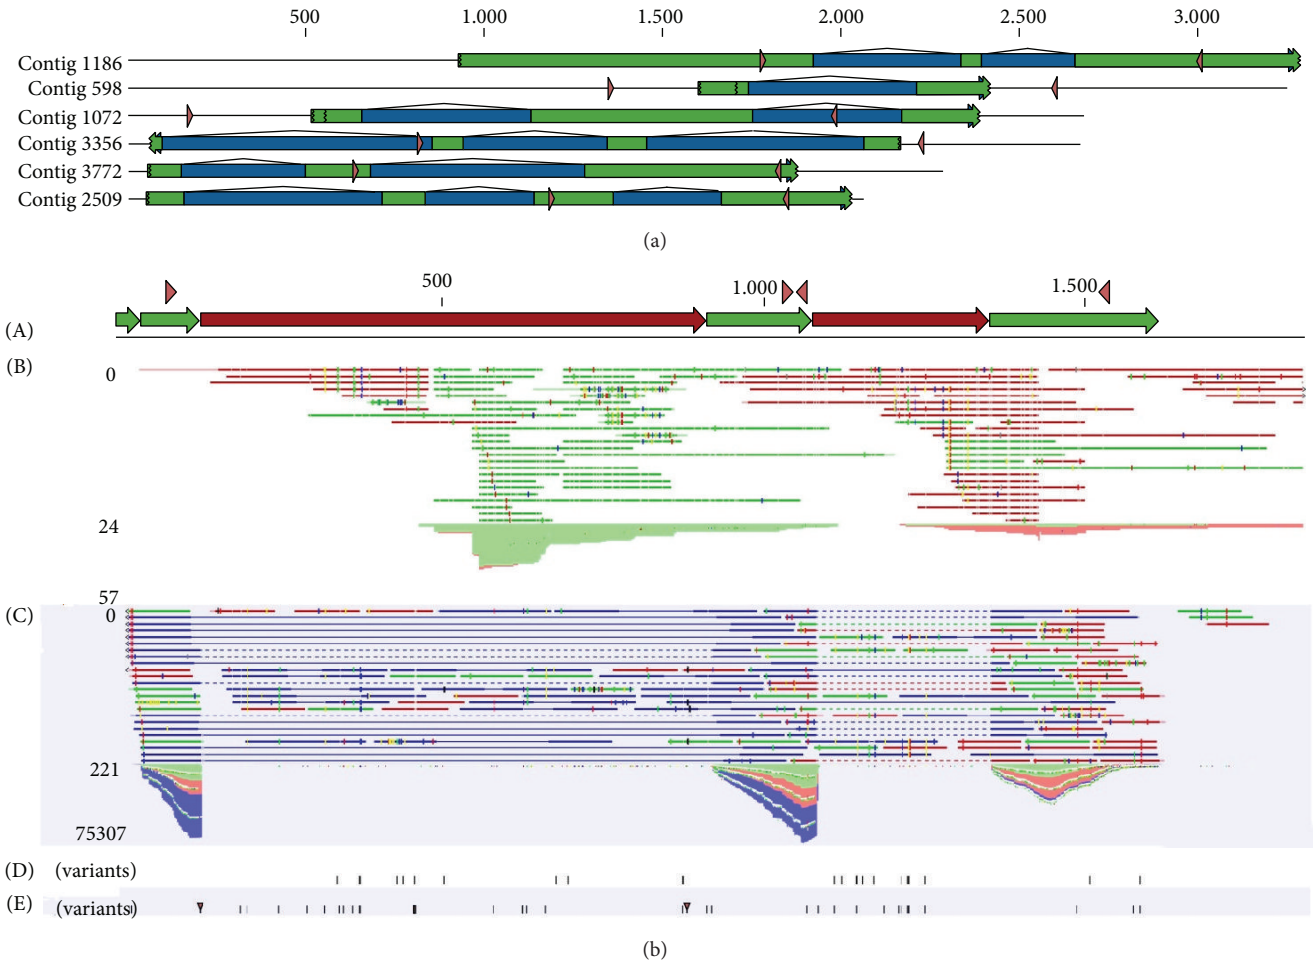 500 1.000 1.500 2.000 2.500 3.000
Contig 1186
Contig 598
Contig 1072
Contig 3356
Contig 3772
Contig 2509
(a)
500 1.000 1.500
(A)
(B)
0
24
57
(C) 0
221
75307
(D) (variants)
(E) (variants)
(b)